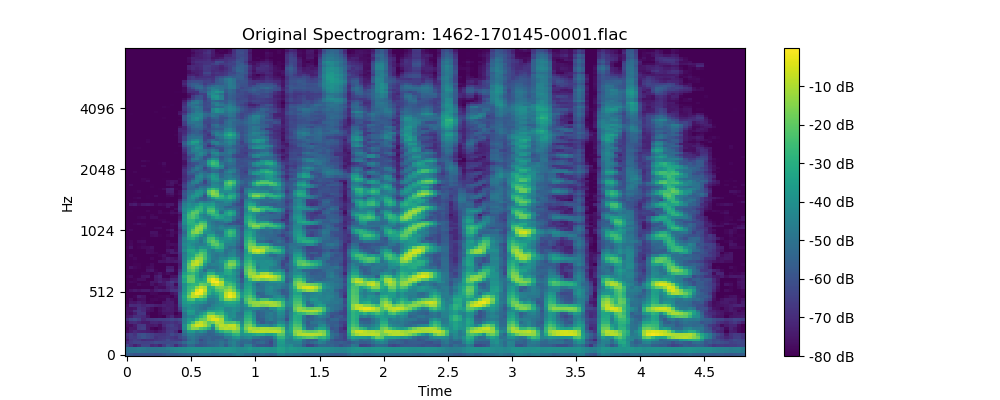 Original Spectrogram: 1462-170145-0001.flac
Hz
4096
2048
1024
512
0
0 0.5 1 1.5 2 2.5 3 3.5 4 4.5
Time
-10 dB
-20 dB
-30 dB
-40 dB
-50 dB
-60 dB
-70 dB
-80 dB